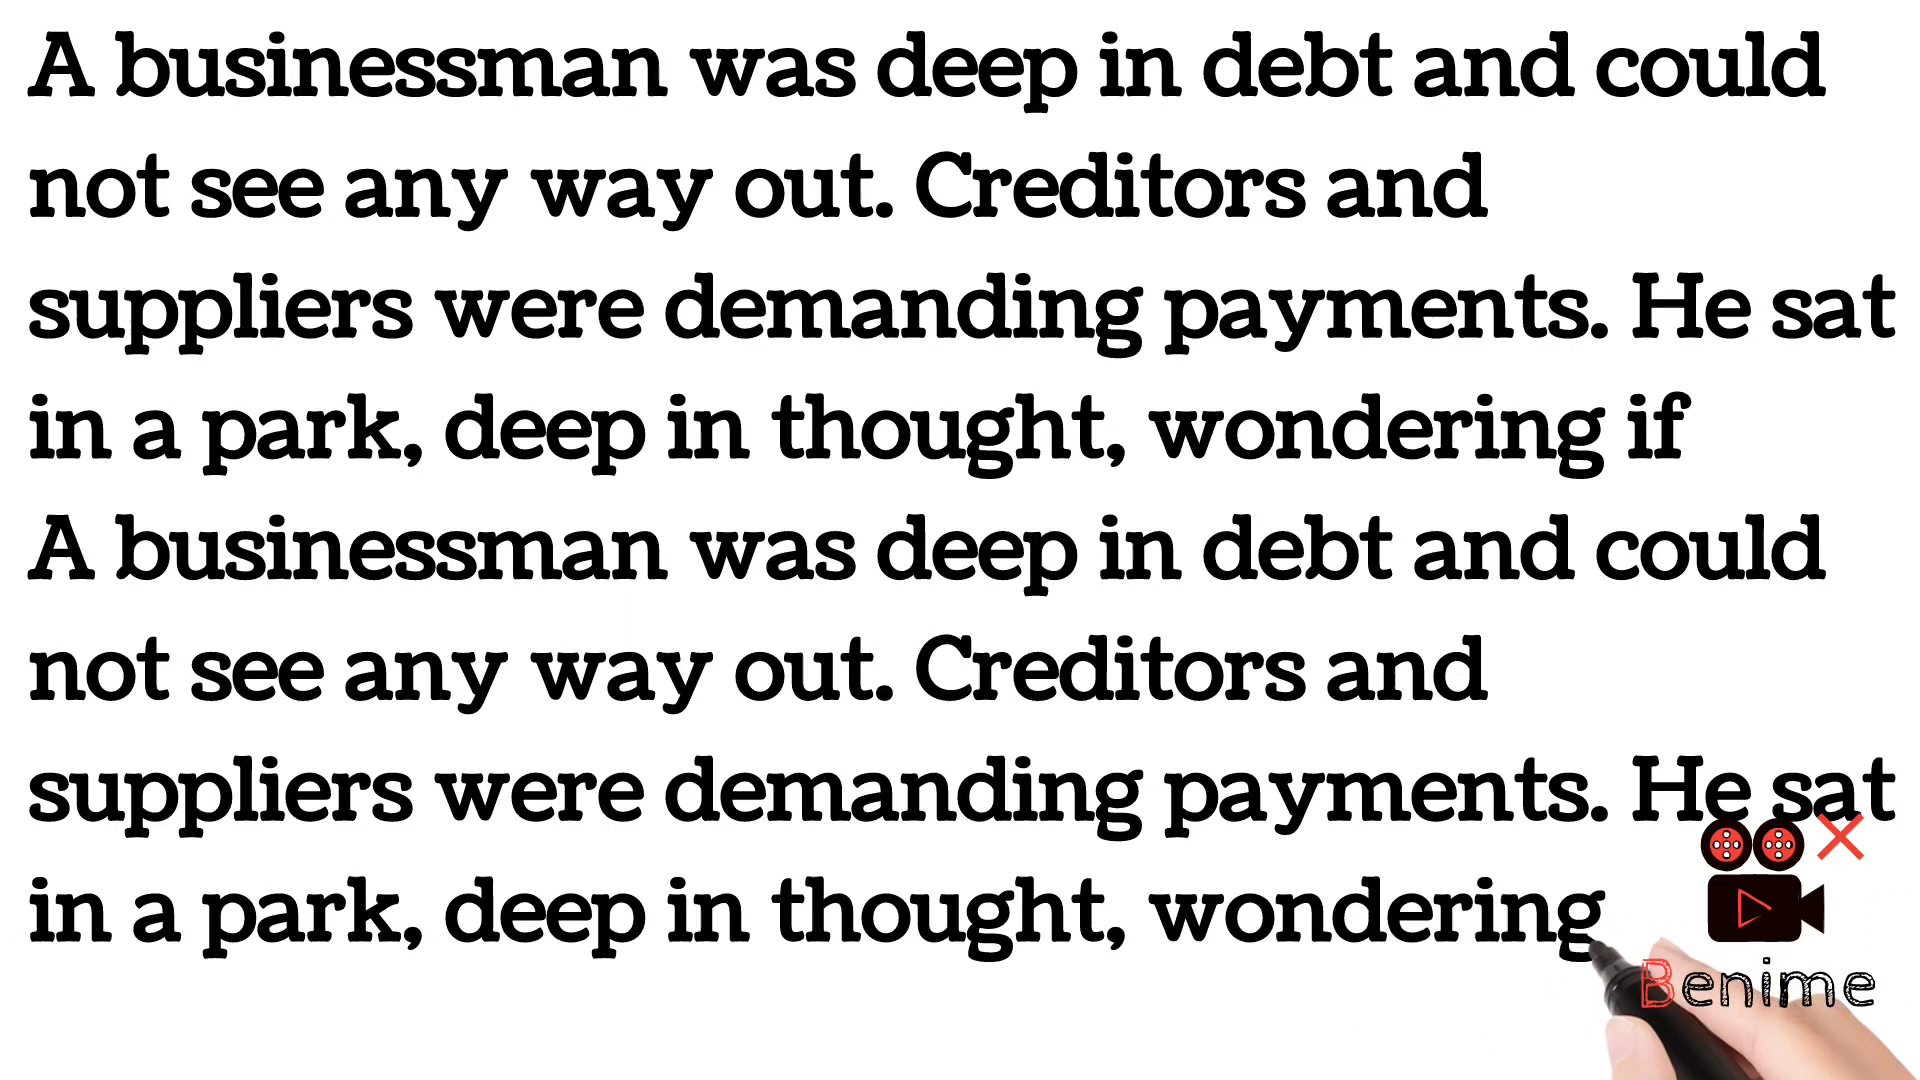 A businessman was deep in debt and could
not see any way out. Creditors and
suppliers were demanding payments. He sat
in a park, deep in thought, wondering if
A businessman was deep in debt and could
not see any way out. Creditors and
suppliers were demanding payments. He sat
in a park, deep in thought, wondering
Benime